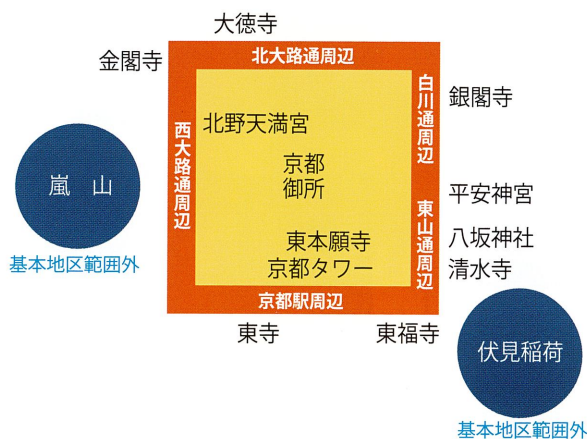 大徳寺
金閣寺
北大路通周辺
白川通周辺
銀閣寺
北野天満宮
西大路通周辺
京都
御所
嵐 山
基本地区範囲外
平安神宮
東山通周辺
八坂神社
東本願寺
京都タワー
清水寺
京都駅周辺
東寺
東福寺
伏見稲荷
基本地区範囲外